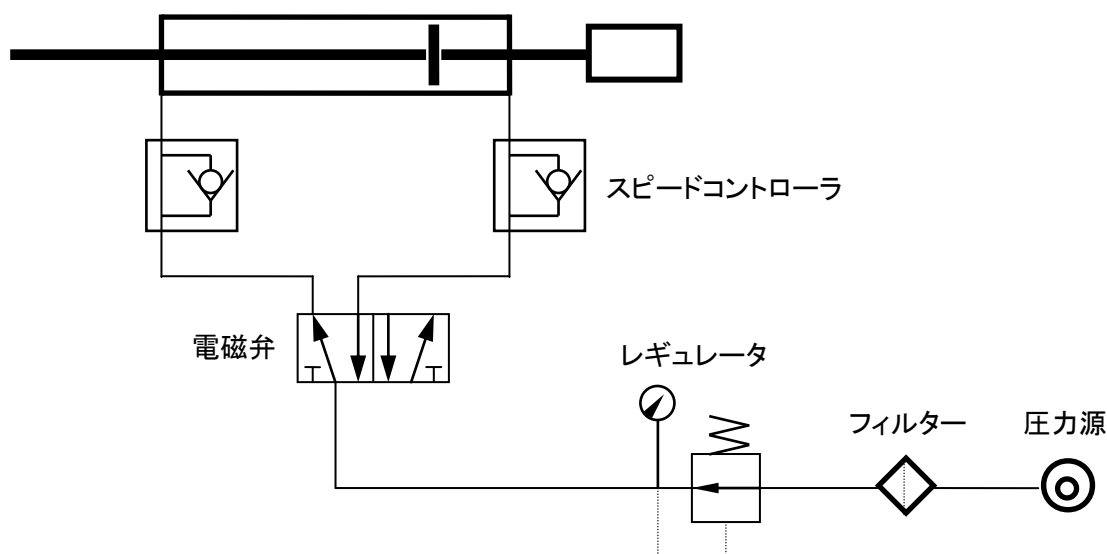 スピードコントローラ
電磁弁
レギュレータ
フィルター
圧力源